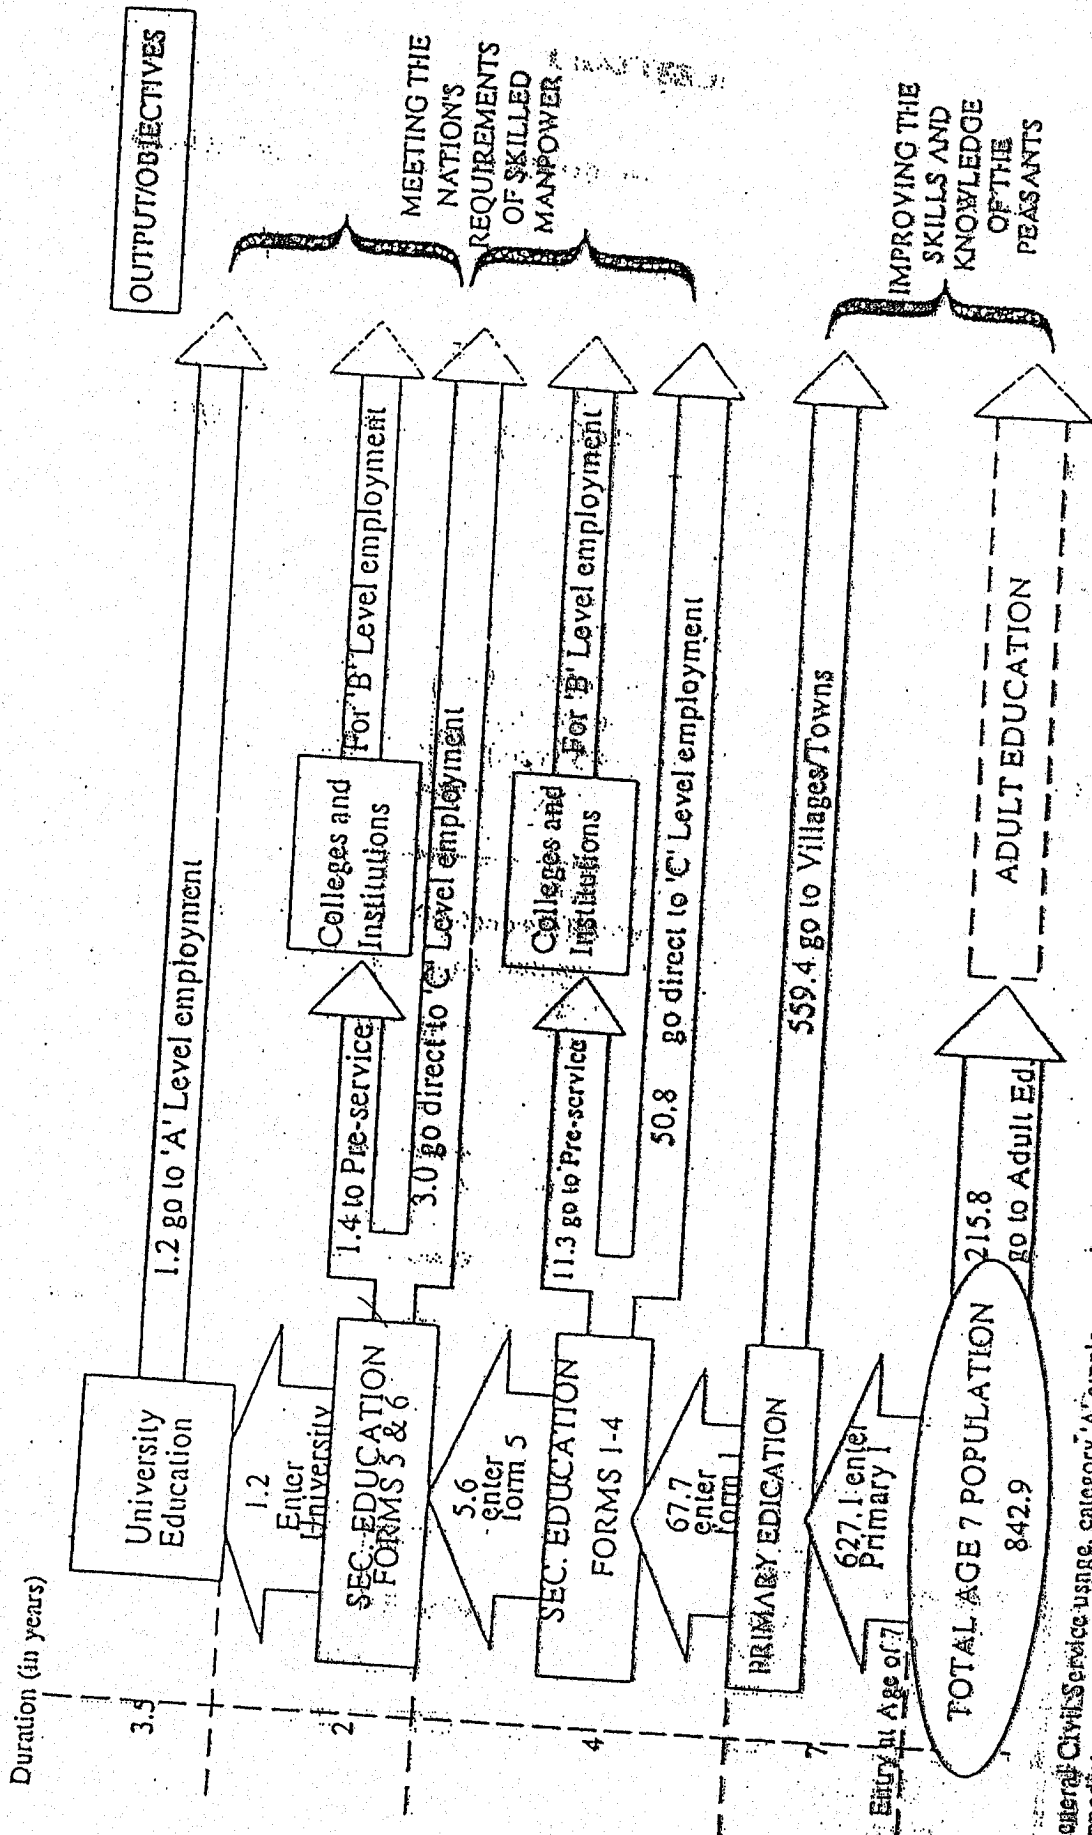 Duration (in years)
OUTPUT/OBJECTIVES
3.5
University
Education
1.2 go to 'A' Level employment
1.2
Enter
University
2
SEC. EDUCATION
FORMS 5 & 6
1.4 to Pre-service
Colleges and
Institutions
For 'B' Level employment
3.0 go direct to 'C' Level employment
MEETING THE
NATION'S
REQUIREMENTS
OF SKILLED
MANPOWER
5.6
enter
form 5
4
SEC. EDUCATION
FORMS 1-4
11.3 go to Pre-service
Colleges and
Institutions
For 'B' Level employment
50.8 go direct to 'C' Level employment
67.7
enter
form 1
7
PRIMARY EDICATION
559.4 go to Villages/Towns
IMPROVING THE
SKILLS AND
KNOWLEDGE
OF THE
PEASANTS
627.1 enter
Primary 1
Entry at Age of 7
TOTAL AGE 7 POPULATION
842.9
215.8
go to Adult Ed.
ADULT EDUCATION
Civil Service usage, category 'A'